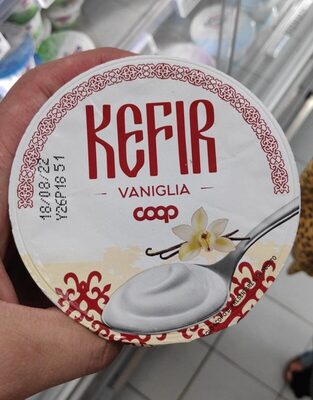 KEFIR
VANIGLIA
coop
18/08/22
Y26P18 51